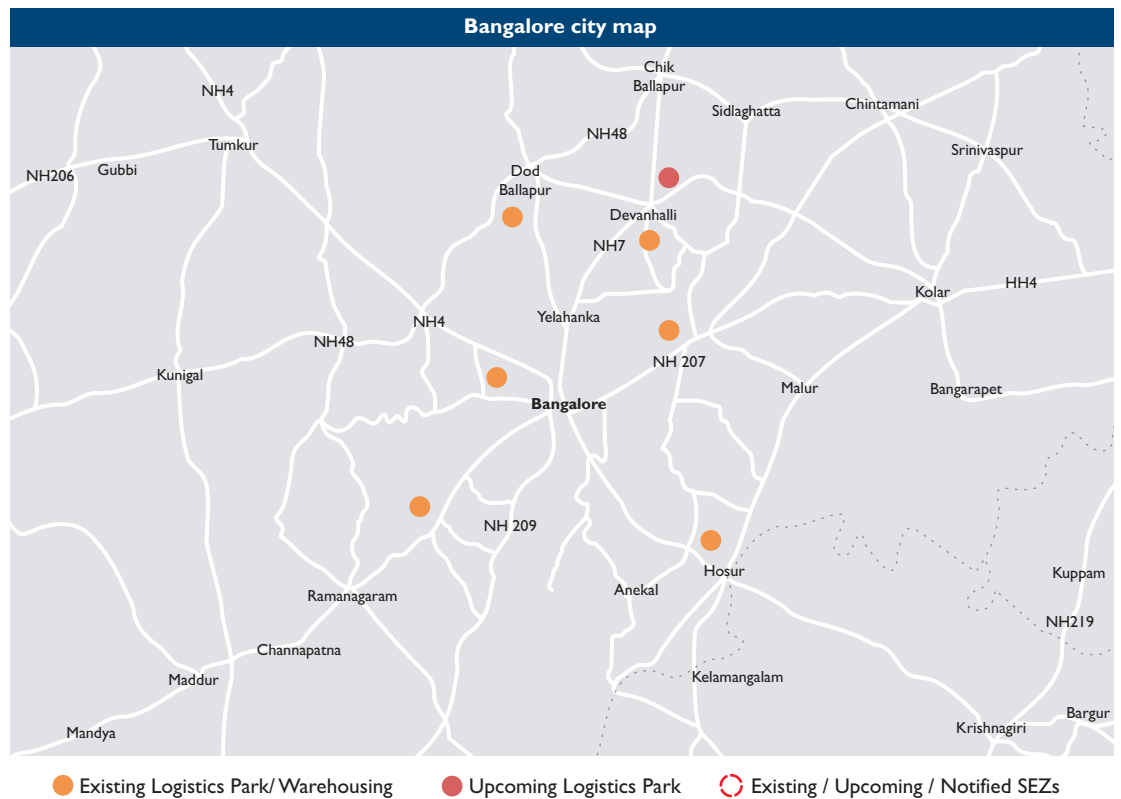 Bangalore city map
Chik
Ballapur
NH4
Sidlaghatta
Chintamani
NH48
Tumkur
Srinivaspur
Gubbi
NH206
Dod
Ballapur
Devanhalli
NH7
Kolar
HH4
Yelahanka
NH4
NH48
NH 207
Kunigal
Malur
Bangarapet
Bangalore
NH 209
Hosur
Kuppam
Anekal
Ramanagaram
NH219
Channapatna
Maddur
Kelamangalam
Bargur
Krishnagiri
Mandya
Existing Logistics Park/ Warehousing
Upcoming Logistics Park
Existing / Upcoming / Notified SEZs